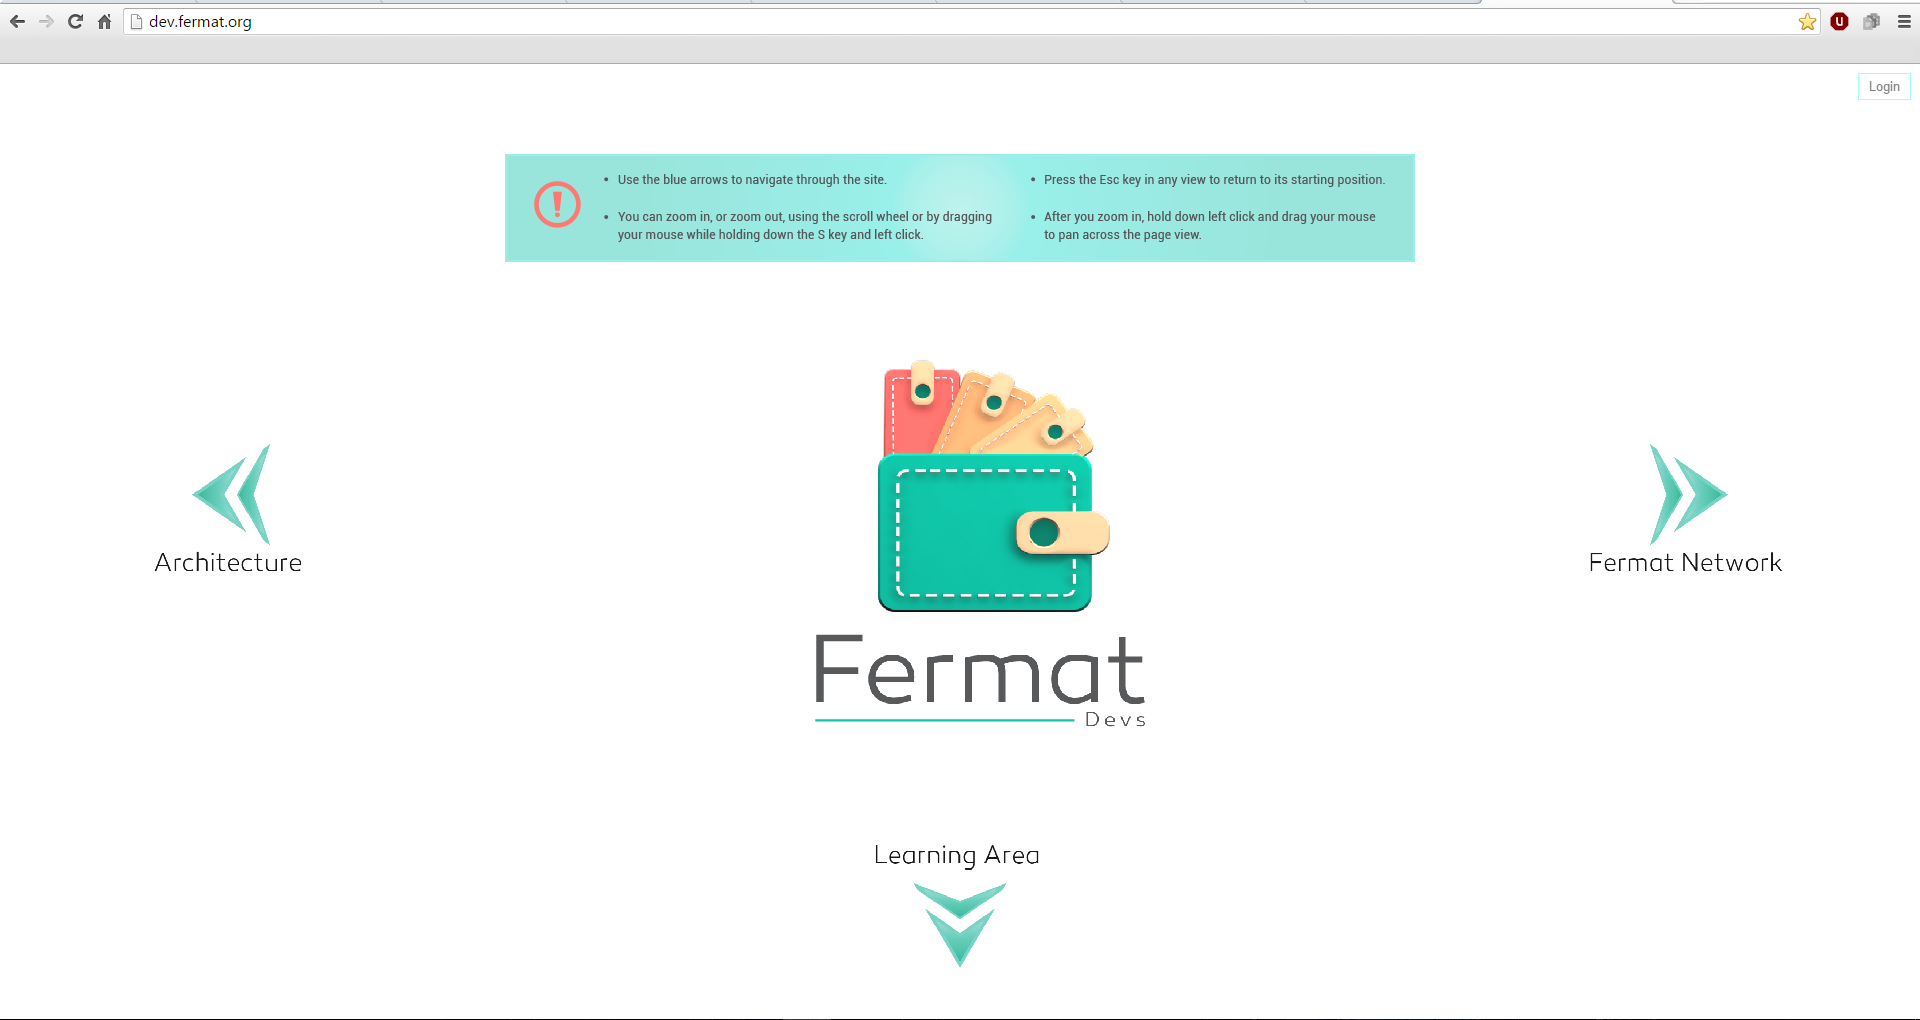 dev.fermat.org
Login
Use the blue arrows to navigate through the site.
You can zoom in, or zoom out, using the scroll wheel or by dragging
your mouse while holding down the S key and left click.
Press the Esc key in any view to return to its starting position.
After you zoom in, hold down left click and drag your mouse
to pan across the page view.
Architecture
Fermat Network
Fermat
Devs
Learning Area